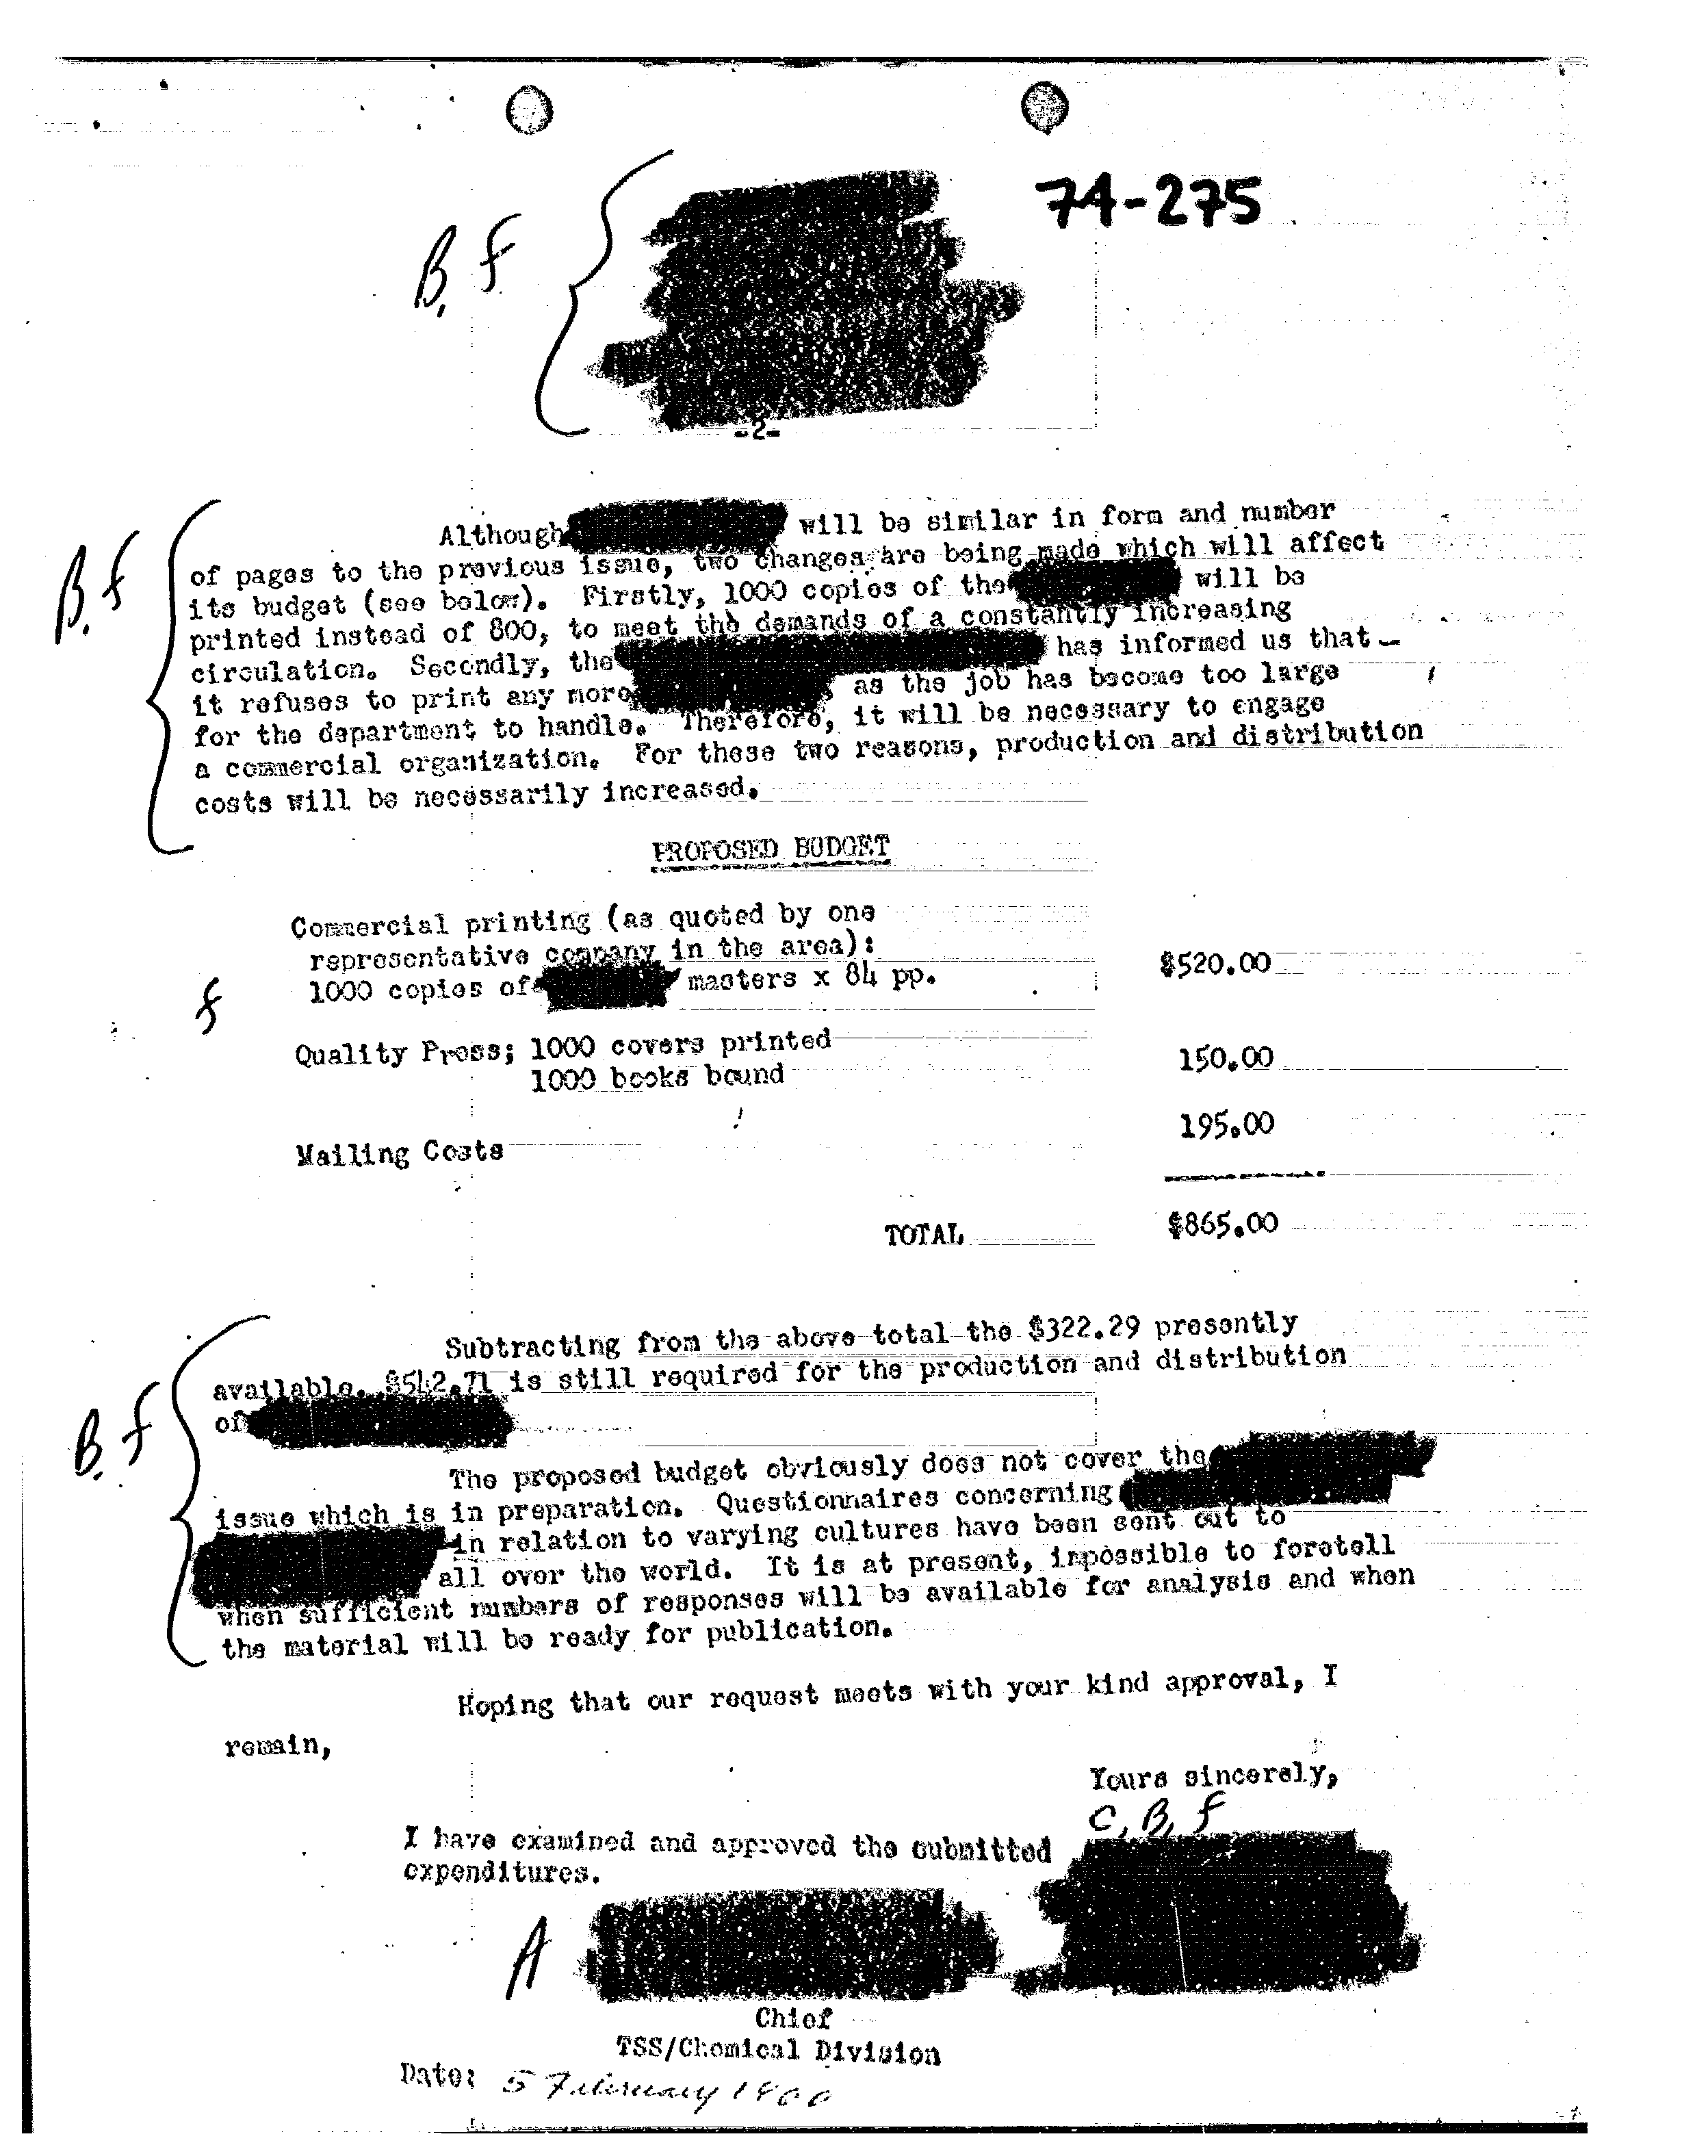 74-275
B, f
-2-
B, f
Although will be similar in form and number
of pages to the previous issue, two changes are being made which will affect
its budget (see below). Firstly, 1000 copies of the will be
printed instead of 800, to meet the demands of a constantly increasing
circulation. Secondly, the has informed us that
it refuses to print any more as the job has become too large
for the department to handle. Therefore, it will be necessary to engage
a commercial organization. For these two reasons, production and distribution
costs will be necessarily increased.
PROPOSED BUDGET
Commercial printing (as quoted by one
representative company in the area):
1000 copies of masters x 84 pp. $520.00
f
Quality Press; 1000 covers printed
1000 books bound 150.00
Mailing Costs 195.00
TOTAL $865.00
Subtracting from the above total the $322.29 presently
available, $542.71 is still required for the production and distribution
of
B, f
The proposed budget obviously does not cover the
issue which is in preparation. Questionnaires concerning
in relation to varying cultures have been sent out to
all over the world. It is at present, impossible to foretell
when sufficient numbers of responses will be available for analysis and when
the material will be ready for publication.
Hoping that our request meets with your kind approval, I
remain,
Yours sincerely,
C, B, f
I have examined and approved the submitted
expenditures.
A
Chief
TSS/Chemical Division
Date: 5 February